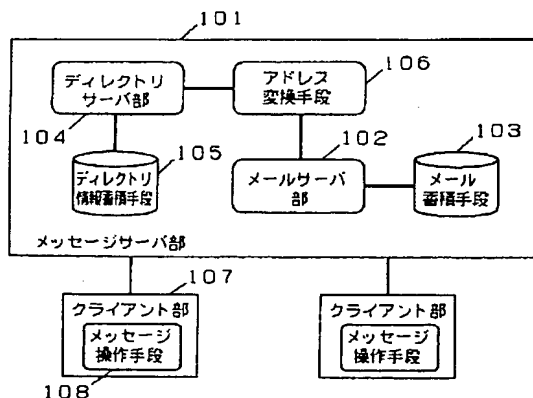 101
ディレクトリ
サーバ部
104
アドレス
変換手段
106
105
ディレクトリ
情報蓄積手段
102
メールサーバ
部
103
メール
蓄積手段
メッセージサーバ部
107
クライアント部
メッセージ
操作手段
108
クライアント部
メッセージ
操作手段